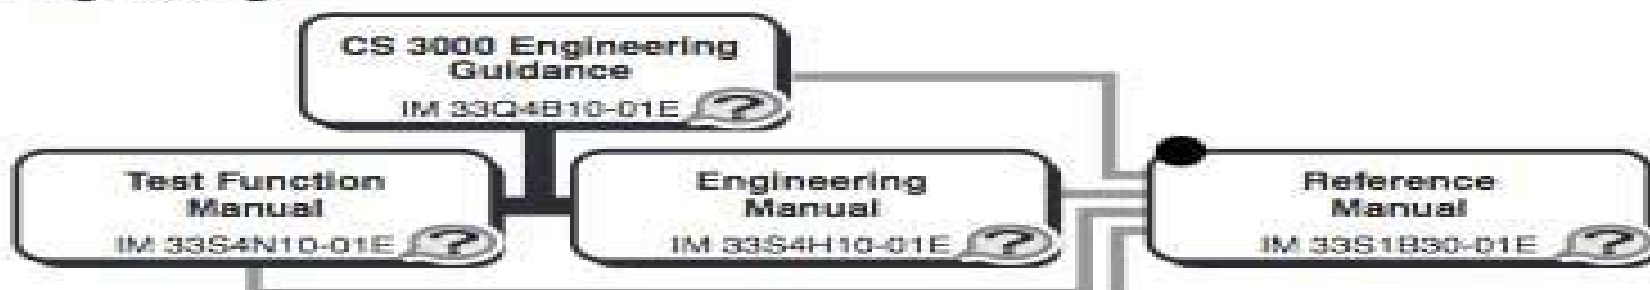 CS 3000 Engineering
Guidance
IM 33Q4B10-01E
?
Test Function
Manual
IM 33S4N10-01E
?
Engineering
Manual
IM 33S4H10-01E
?
Reference
Manual
IM 33S1B30-01E
?